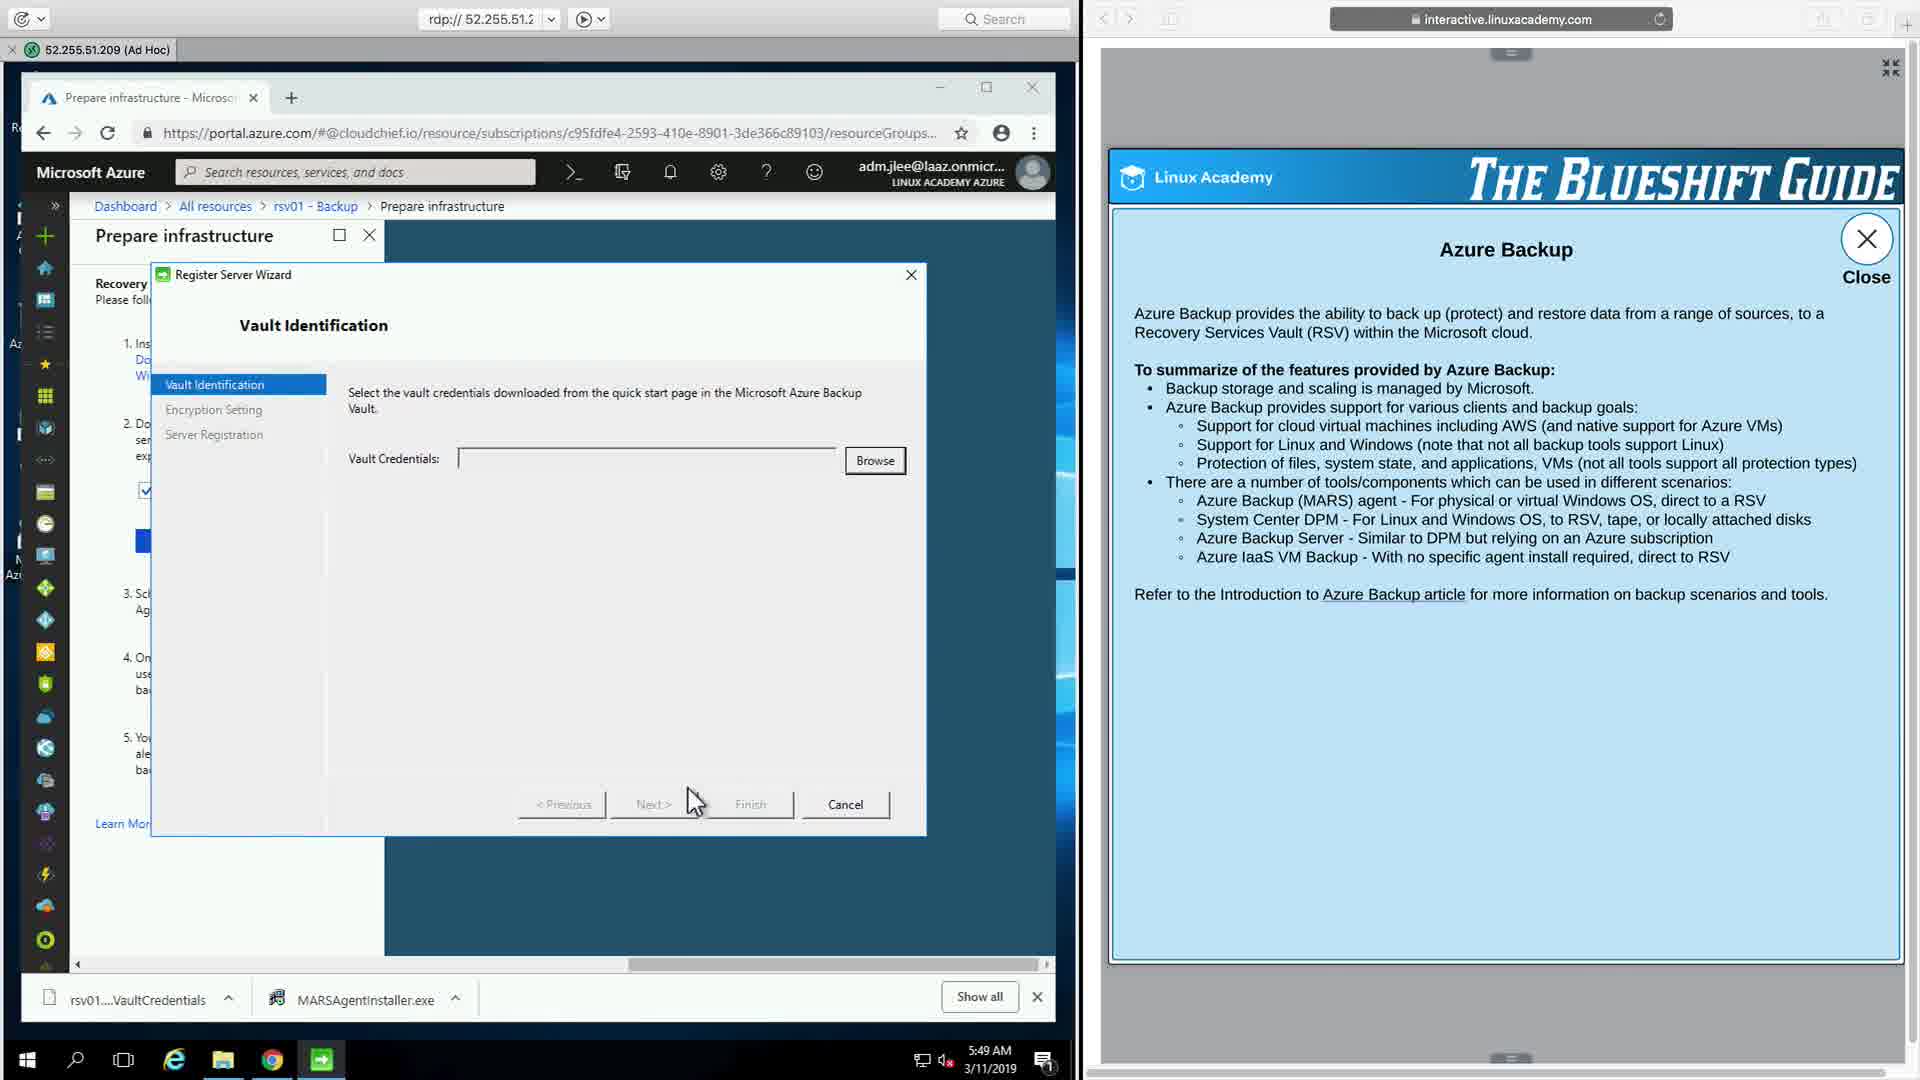 rdp:// 52.255.51.2
Search
interactive.linuxacademy.com
52.255.51.209 (Ad Hoc)
Prepare infrastructure - Microso
https://portal.azure.com/#@cloudchief.io/resource/subscriptions/c95fdfe4-2593-410e-8901-3de366c89103/resourceGroups...
Microsoft Azure
Search resources, services, and docs
adm.jlee@laaz.onmicr...
LINUX ACADEMY AZURE
Dashboard > All resources > rsv01 - Backup > Prepare infrastructure
Prepare infrastructure
Recovery
Please foll
1. Ins
Do
Wi
2. Do
ser
exp
3. Sch
Ag
4. On
use
bac
5. You
ale
bac
Learn Mor
Register Server Wizard
Vault Identification
Vault Identification
Encryption Setting
Server Registration
Select the vault credentials downloaded from the quick start page in the Microsoft Azure Backup
Vault.
Vault Credentials:
Browse
< Previous
Next >
Finish
Cancel
rsv01....VaultCredentials
MARSAgentInstaller.exe
Show all
5:49 AM
3/11/2019
1
Linux Academy
THE BLUESHIFT GUIDE
Azure Backup
Close
Azure Backup provides the ability to back up (protect) and restore data from a range of sources, to a
Recovery Services Vault (RSV) within the Microsoft cloud.
To summarize of the features provided by Azure Backup:
• Backup storage and scaling is managed by Microsoft.
• Azure Backup provides support for various clients and backup goals:
◦ Support for cloud virtual machines including AWS (and native support for Azure VMs)
◦ Support for Linux and Windows (note that not all backup tools support Linux)
◦ Protection of files, system state, and applications, VMs (not all tools support all protection types)
• There are a number of tools/components which can be used in different scenarios:
◦ Azure Backup (MARS) agent - For physical or virtual Windows OS, direct to a RSV
◦ System Center DPM - For Linux and Windows OS, to RSV, tape, or locally attached disks
◦ Azure Backup Server - Similar to DPM but relying on an Azure subscription
◦ Azure IaaS VM Backup - With no specific agent install required, direct to RSV
Refer to the Introduction to Azure Backup article for more information on backup scenarios and tools.